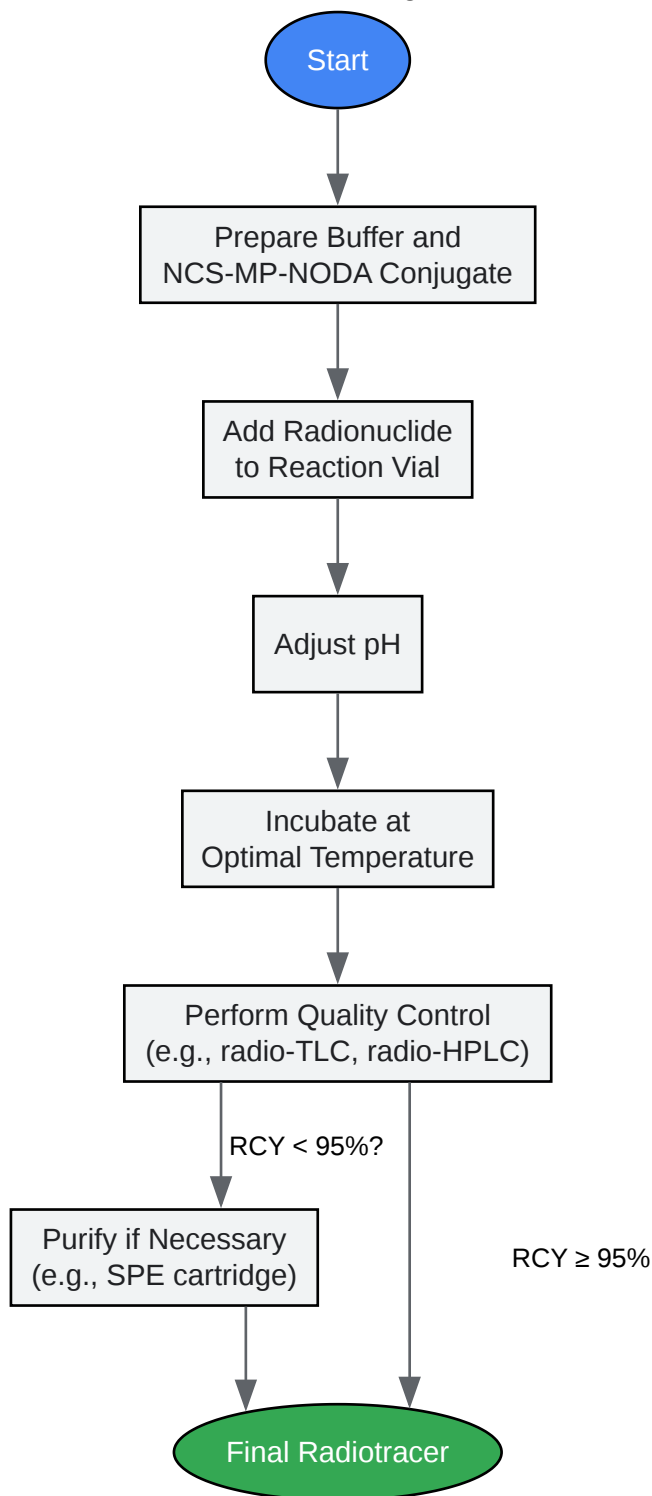 Start
Prepare Buffer and
NCS-MP-NODA Conjugate
Add Radionuclide
to Reaction Vial
Adjust pH
Incubate at
Optimal Temperature
Perform Quality Control
(e.g., radio-TLC, radio-HPLC)
RCY < 95%?
Purify if Necessary
(e.g., SPE cartridge)
RCY ≥ 95%
Final Radiotracer